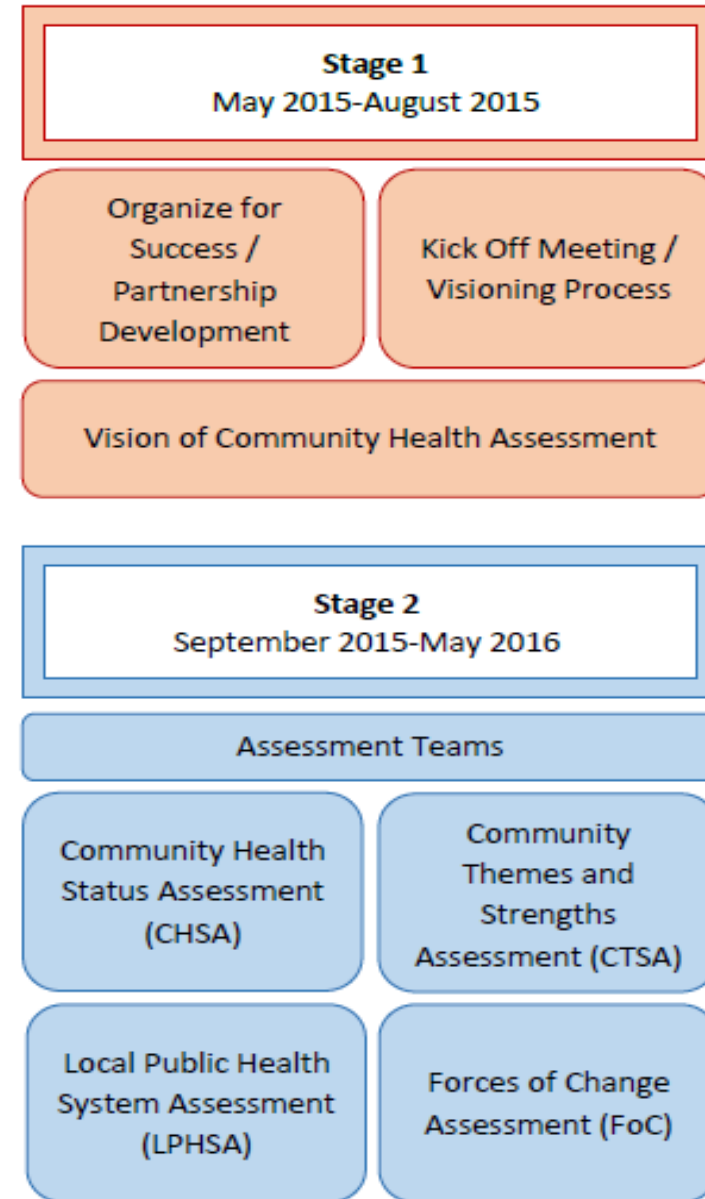 Stage 1
May 2015-August 2015
Organize for
Success /
Partnership
Development
Kick Off Meeting /
Visioning Process
Vision of Community Health Assessment
Stage 2
September 2015-May 2016
Assessment Teams
Community Health
Status Assessment
(CHSA)
Community
Themes and
Strengths
Assessment (CTSA)
Local Public Health
System Assessment
(LPHSA)
Forces of Change
Assessment (FoC)